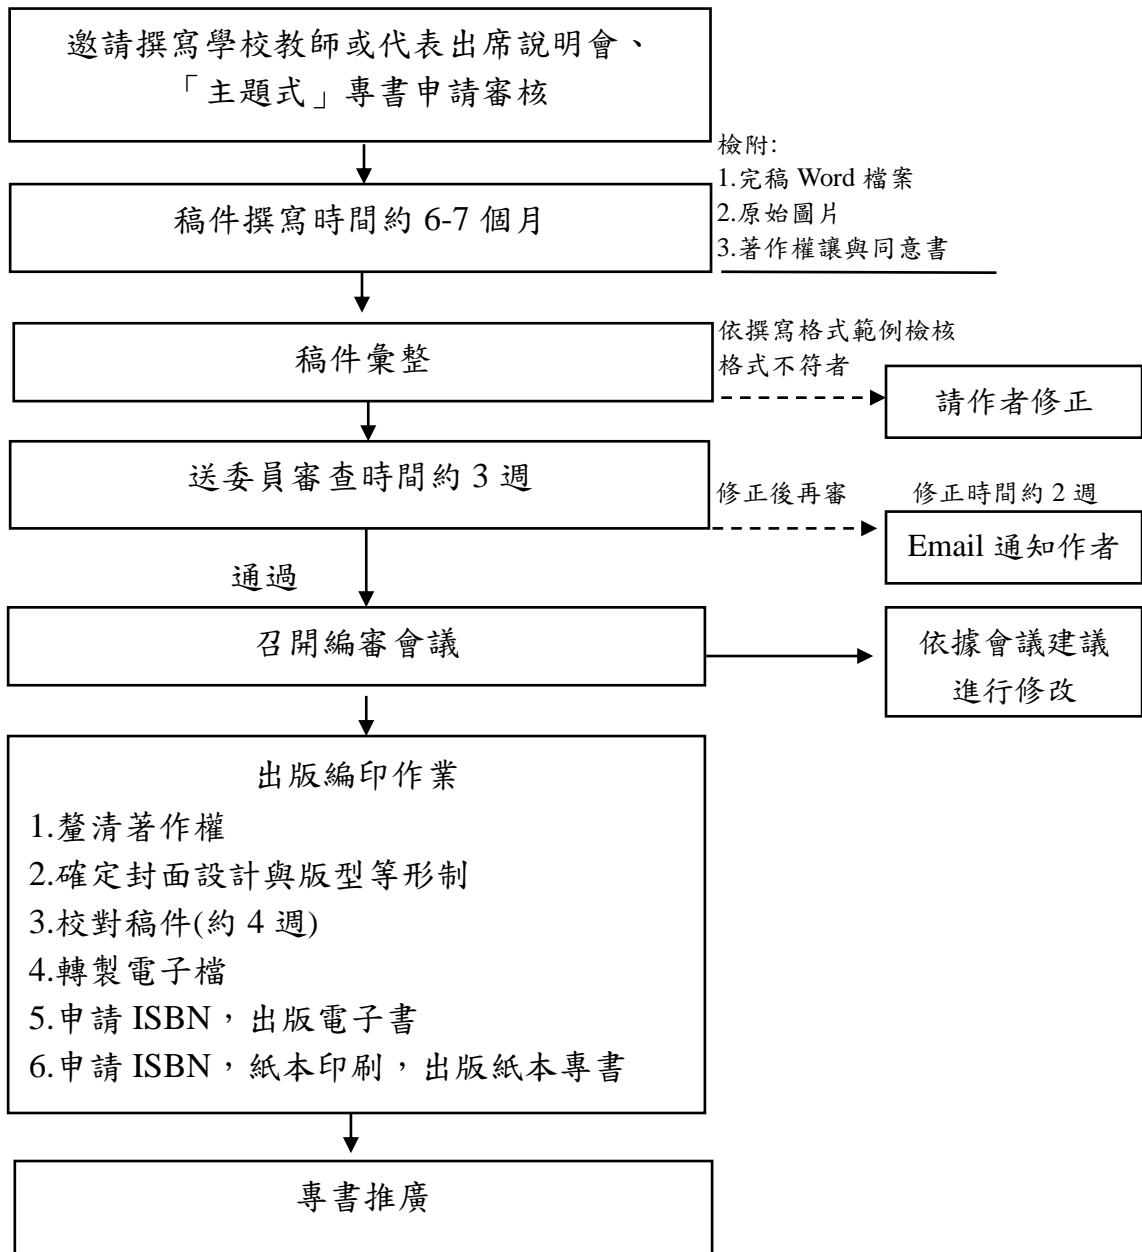 邀請撰寫學校教師或代表出席說明會、
「主題式」專書申請審核
檢附:
1.完稿 Word 檔案
2.原始圖片
3.著作權讓與同意書
稿件撰寫時間約 6-7 個月
稿件彙整
依撰寫格式範例檢核
格式不符者
請作者修正
送委員審查時間約 3 週
修正後再審
修正時間約 2 週
Email 通知作者
通過
召開編審會議
依據會議建議
進行修改
出版編印作業
1.釐清著作權
2.確定封面設計與版型等形制
3.校對稿件(約 4 週)
4.轉製電子檔
5.申請 ISBN，出版電子書
6.申請 ISBN，紙本印刷，出版紙本專書
專書推廣